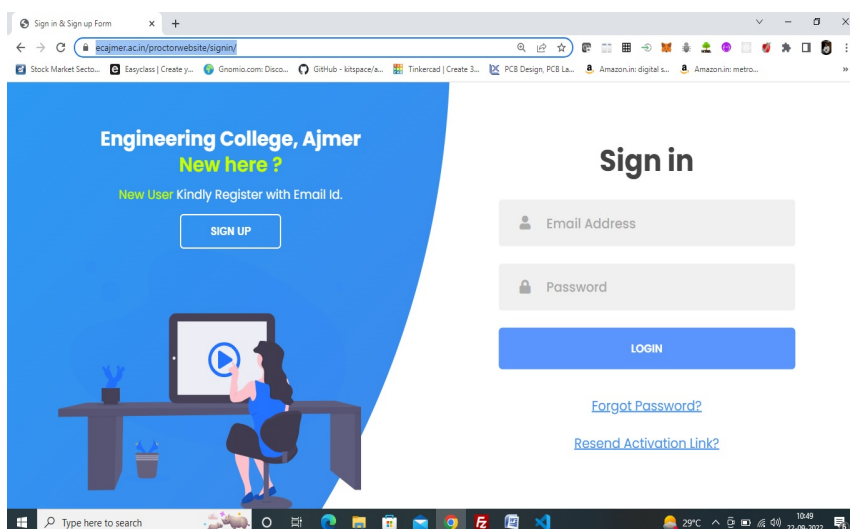 Sign in & Sign up Form
ecajmer.ac.in/proctorwebsite/signin/
Stock Market Secto... Easyclass | Create y... Gnomio.com: Disco... GitHub - kitspace/a... Tinkercad | Create 3... PCB Design, PCB La... Amazon.in: digital s... Amazon.in: metro...
Engineering College, Ajmer
New here ?
New User Kindly Register with Email Id.
SIGN UP
Sign in
Email Address
Password
LOGIN
Forgot Password?
Resend Activation Link?
Type here to search
29°C
10:49
22-09-2022